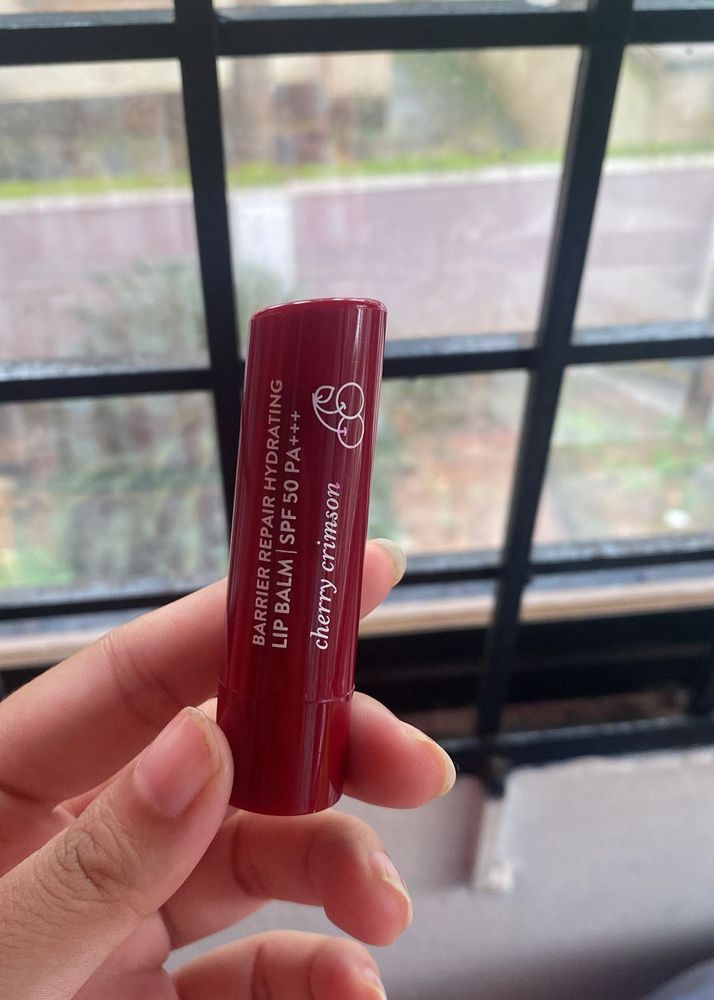 BARRIER REPAIR HYDRATING
LIP BALM | SPF 50 PA+++
cherry crimson